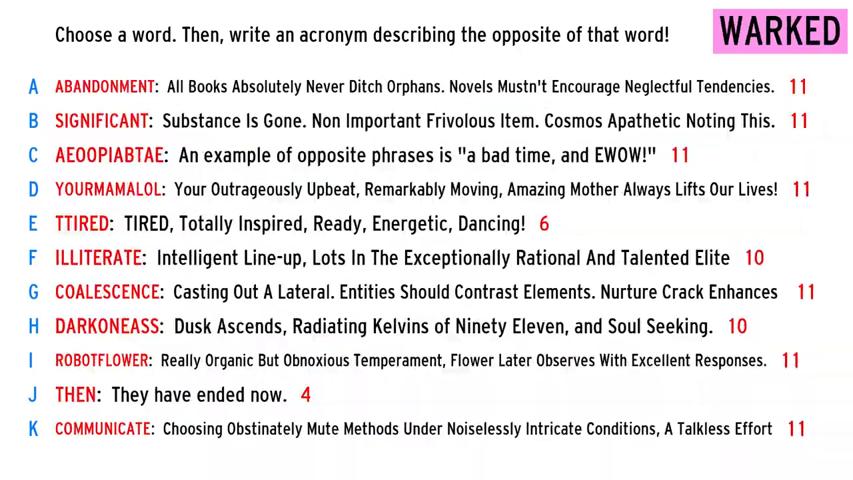 Choose a word. Then, write an acronym describing the opposite of that word!
WARKED
A ABANDONMENT: All Books Absolutely Never Ditch Orphans. Novels Mustn't Encourage Neglectful Tendencies. 11
B SIGNIFICANT: Substance Is Gone. Non Important Frivolous Item. Cosmos Apathetic Noting This. 11
C AEOOPIABTAE: An example of opposite phrases is "a bad time, and EWOW!" 11
D YOURMAMALOL: Your Outrageously Upbeat, Remarkably Moving, Amazing Mother Always Lifts Our Lives! 11
E TTIRED: TIRED, Totally Inspired, Ready, Energetic, Dancing! 6
F ILLITERATE: Intelligent Line-up, Lots In The Exceptionally Rational And Talented Elite 10
G COALESCENCE: Casting Out A Lateral. Entities Should Contrast Elements. Nurture Crack Enhances 11
H DARKONEASS: Dusk Ascends, Radiating Kelvins of Ninety Eleven, and Soul Seeking. 10
I ROBOTFLOWER: Really Organic But Obnoxious Temperament, Flower Later Observes With Excellent Responses. 11
J THEN: They have ended now. 4
K COMMUNICATE: Choosing Obstinately Mute Methods Under Noiselessly Intricate Conditions, A Talkless Effort 11